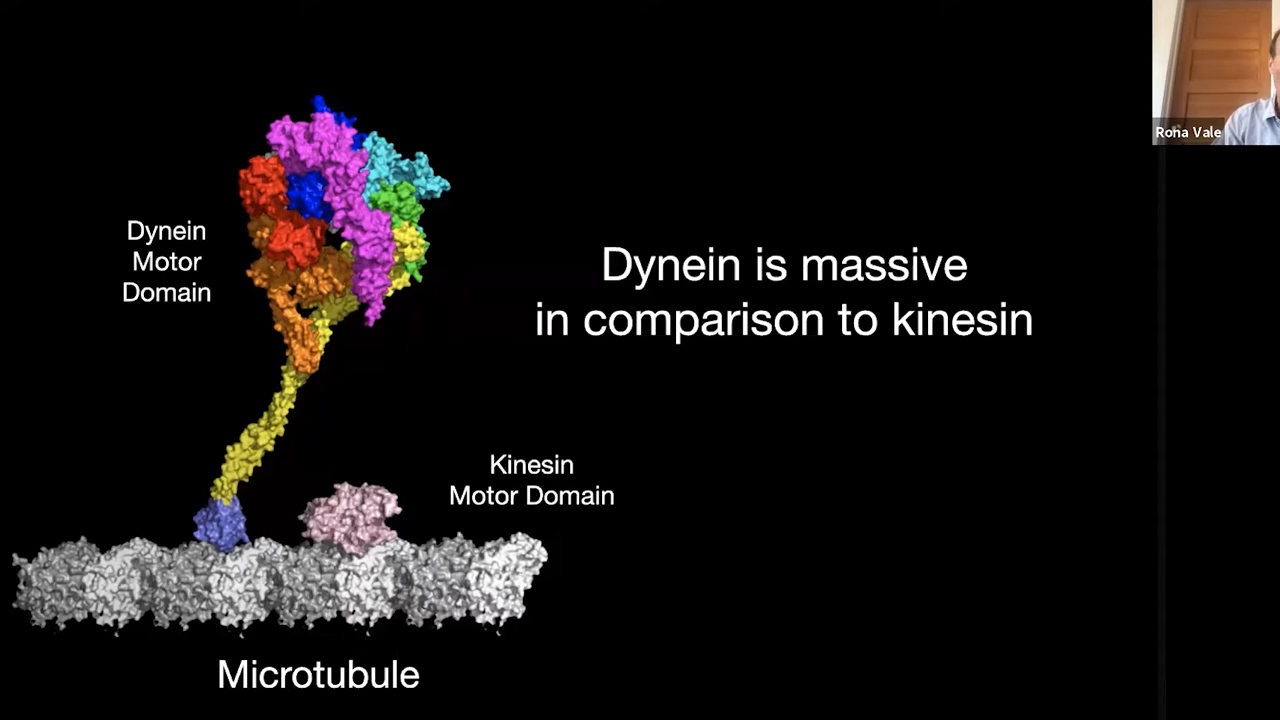 Rona Vale
Dynein
Motor
Domain
Dynein is massive
in comparison to kinesin
Kinesin
Motor Domain
Microtubule